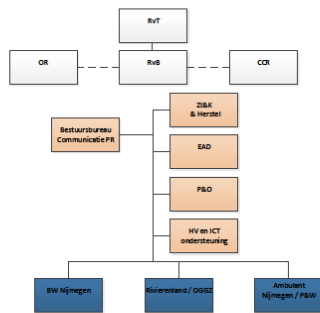 RvT
OR
RvB
CCR
ZI&K
& Herstel
Bestuursbureau
Communicatie PR
EAD
P&O
HV en ICT
ondersteuning
BW Nijmegen
Rivierenland / OGGZ
Ambulant
Nijmegen / P&W